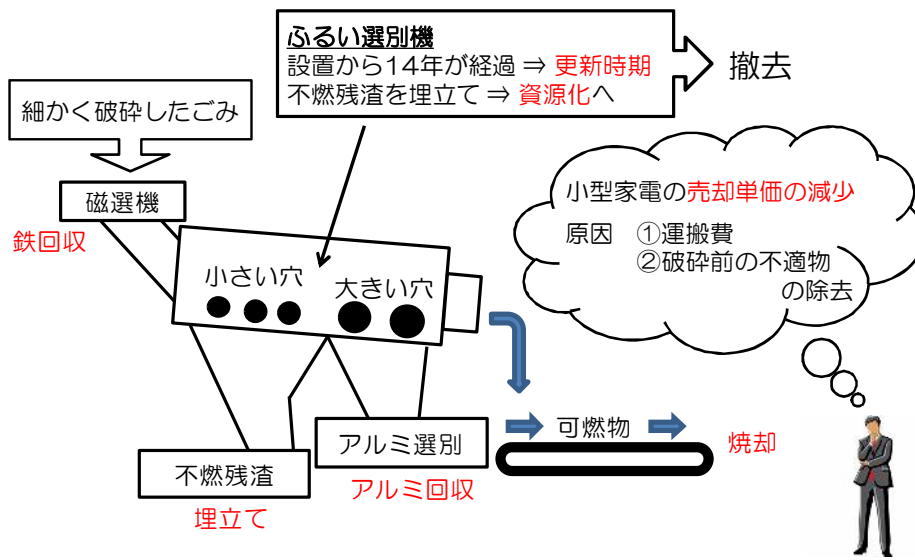 ふるい選別機
設置から14年が経過 ⇒ 更新時期
不燃残渣を埋立て ⇒ 資源化へ
撤去
細かく破砕したごみ
磁選機
鉄回収
小さい穴
大きい穴
小型家電の売却単価の減少
原因 ①運搬費
②破砕前の不適物
の除去
アルミ選別
アルミ回収
可燃物
焼却
不燃残渣
埋立て